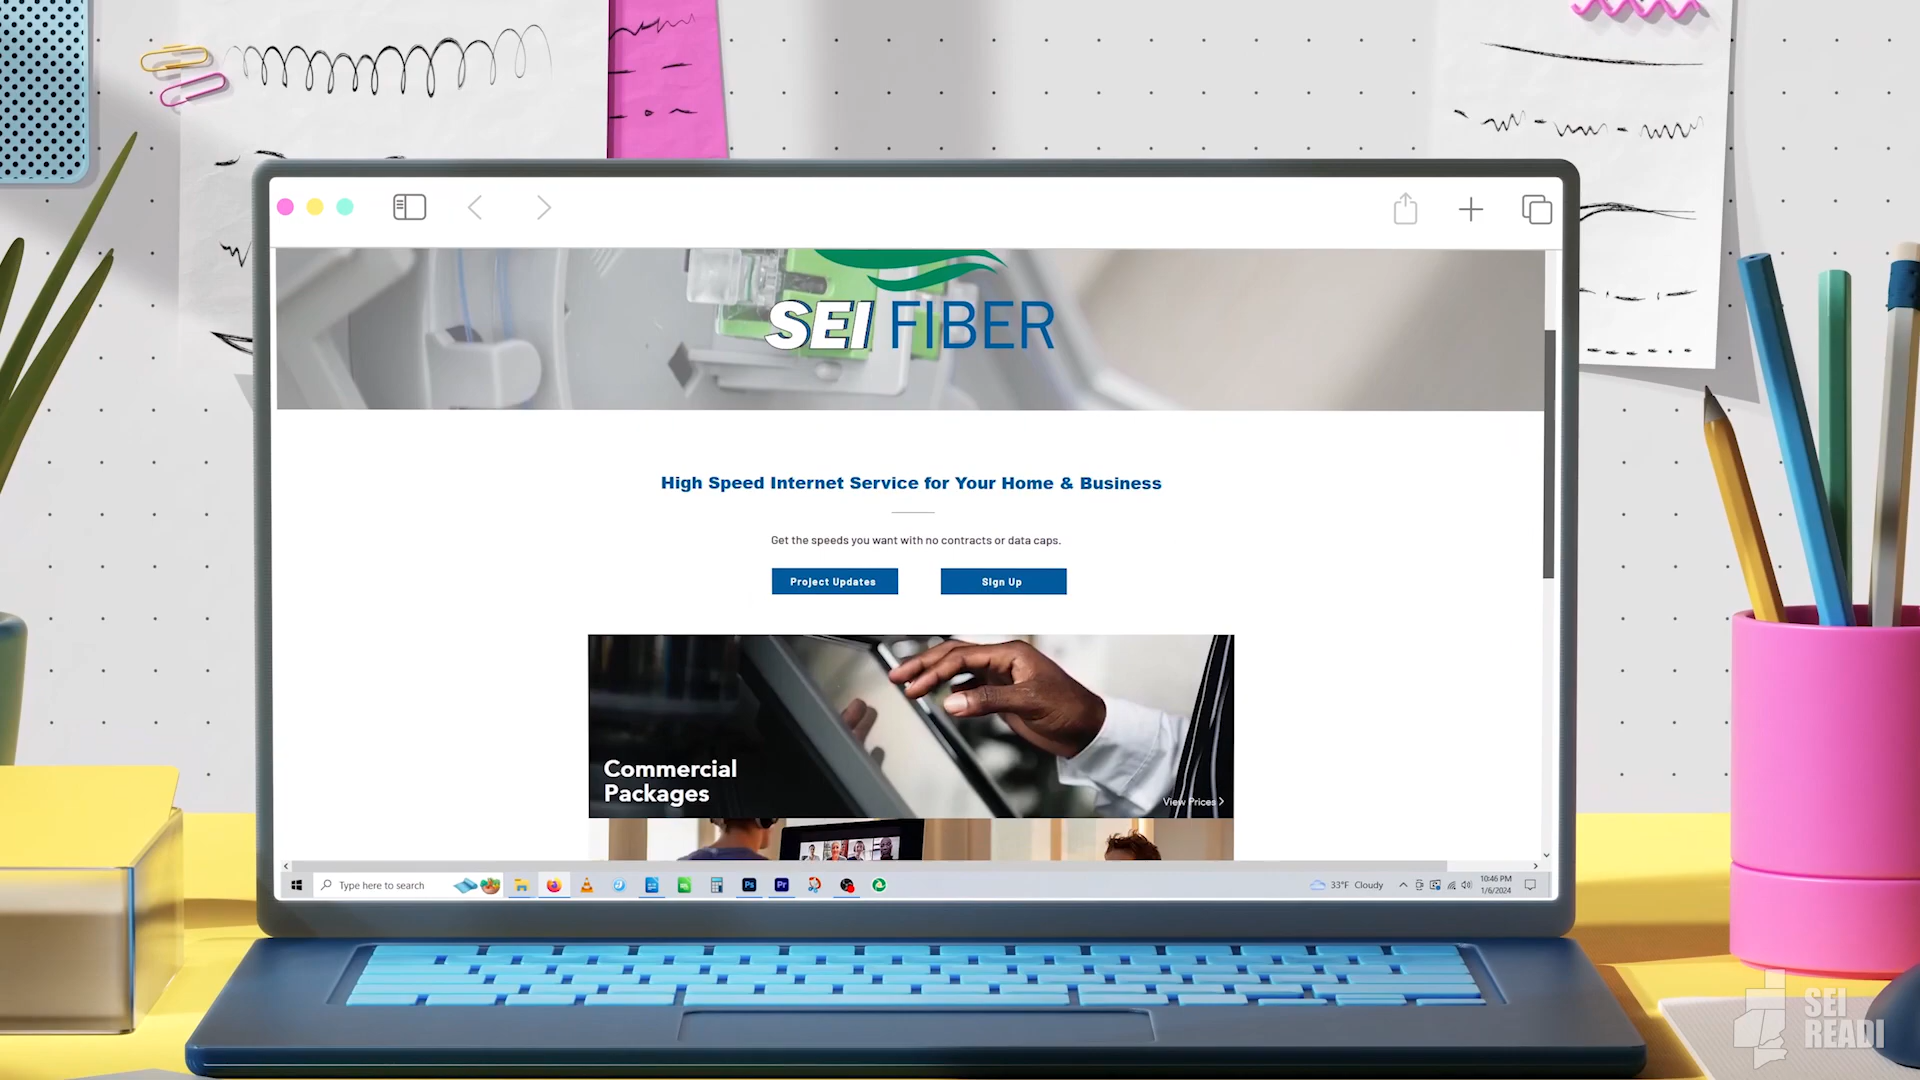 SEI FIBER
High Speed Internet Service for Your Home & Business
Get the speeds you want with no contracts or data caps.
Project Updates
Sign Up
Commercial
Packages
View Prices
Type here to search
Ps
Pr
33°F Cloudy
10:46 PM
1/6/2024
SEI
READI